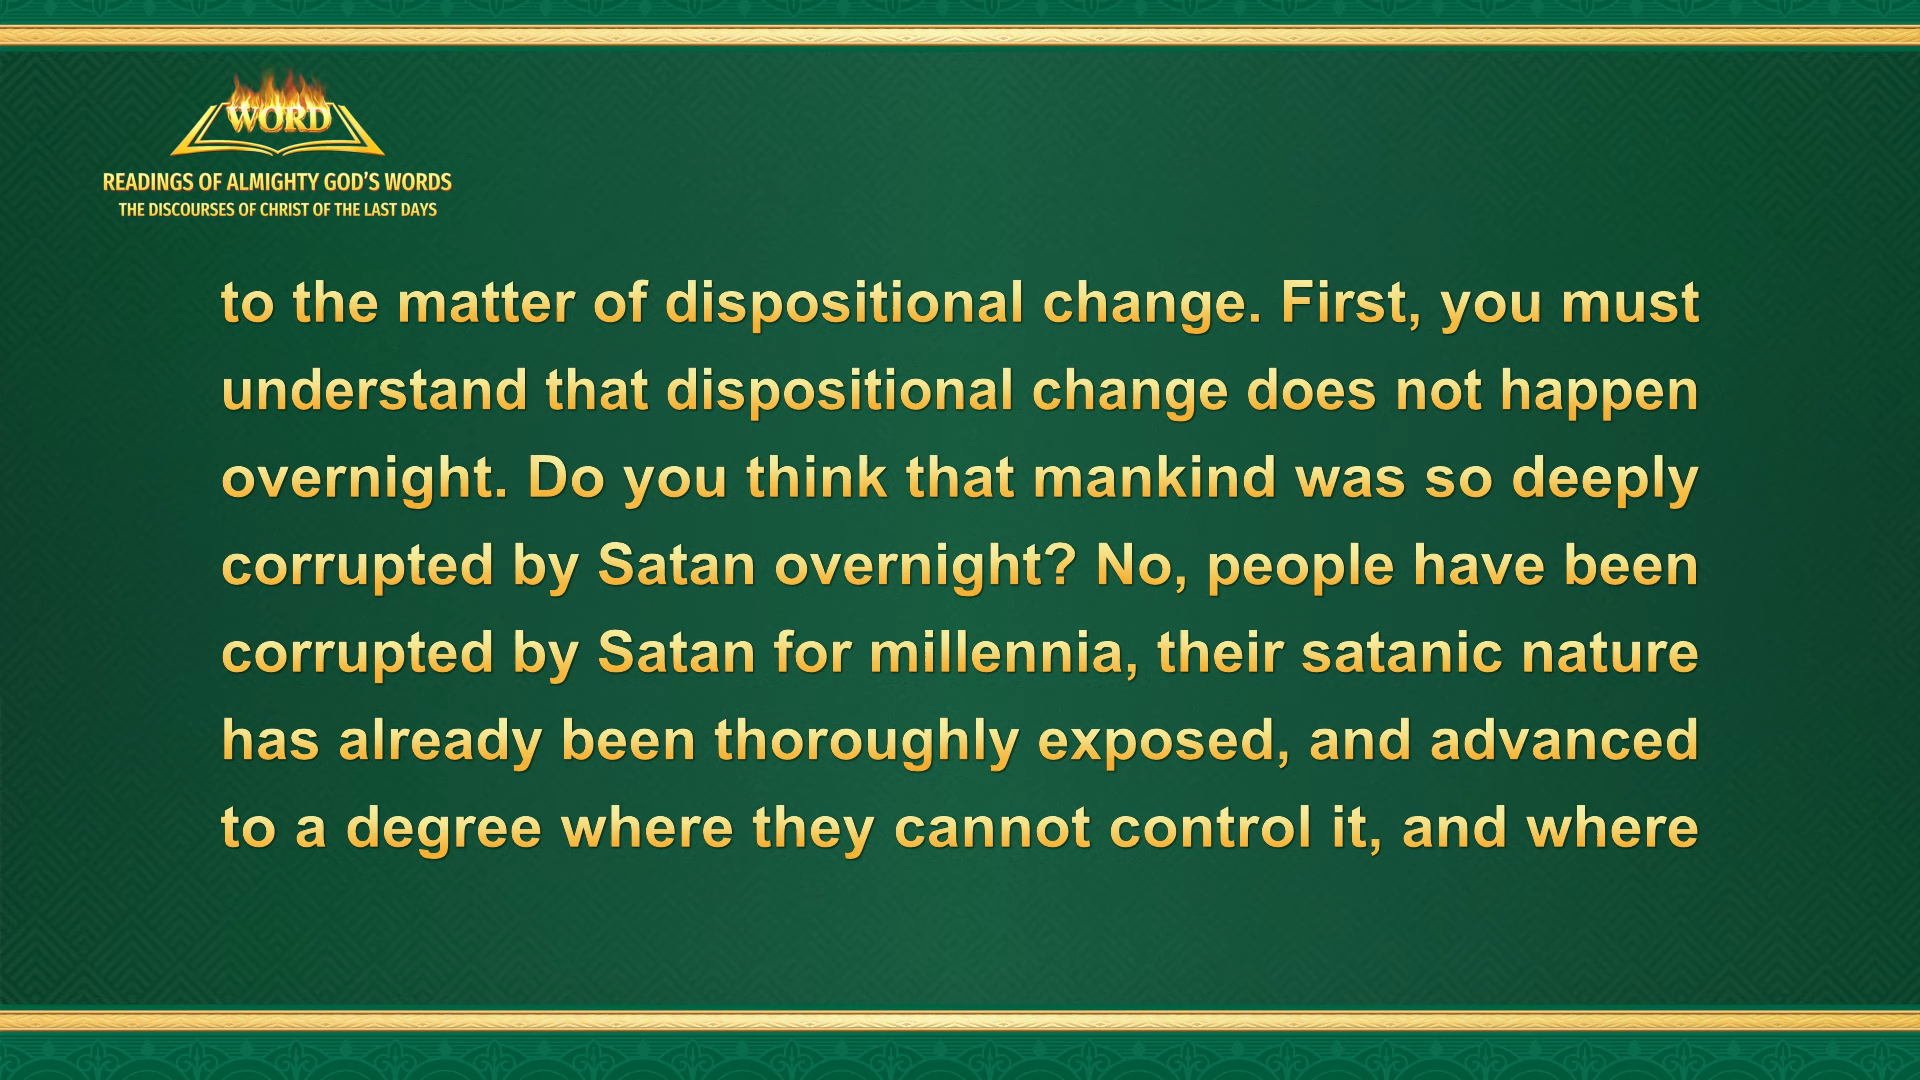 WORD
READINGS OF ALMIGHTY GOD'S WORDS
THE DISCOURSES OF CHRIST OF THE LAST DAYS
to the matter of dispositional change. First, you must
understand that dispositional change does not happen
overnight. Do you think that mankind was so deeply
corrupted by Satan overnight? No, people have been
corrupted by Satan for millennia, their satanic nature
has already been thoroughly exposed, and advanced
to a degree where they cannot control it, and where